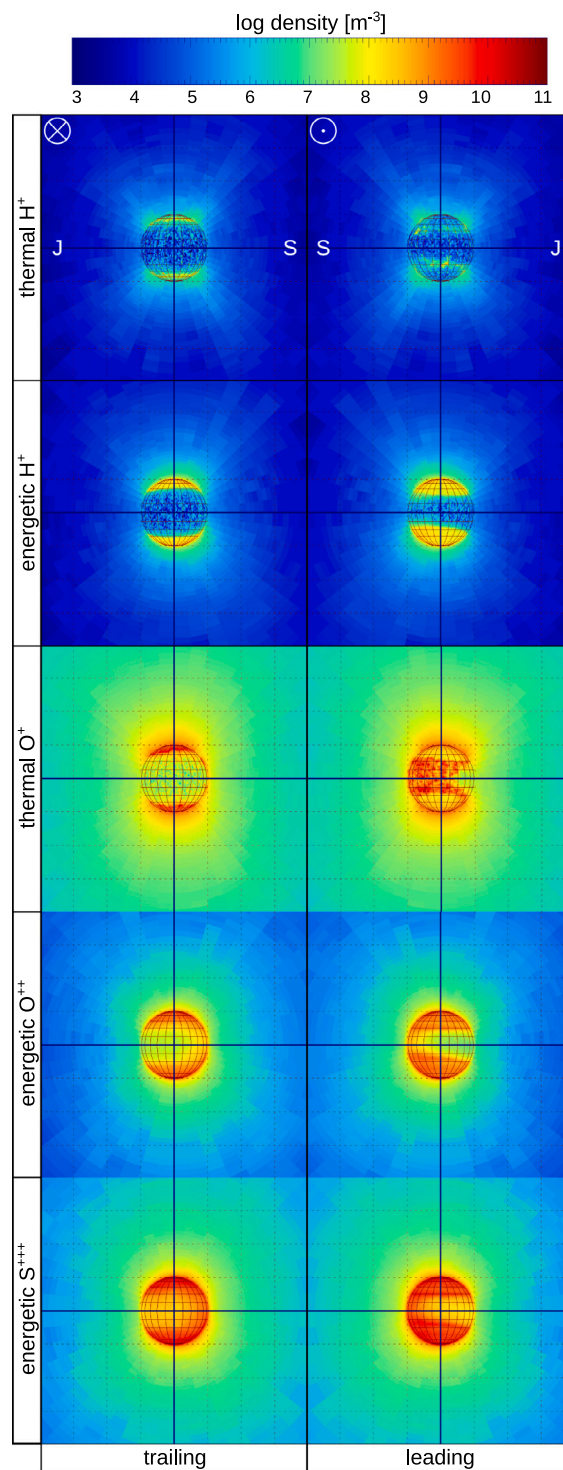 log density [m⁻³]
3 4 5 6 7 8 9 10 11
thermal H⁺
J S S J
energetic H⁺
thermal O⁺
energetic O⁺⁺
energetic S⁺⁺⁺
trailing leading